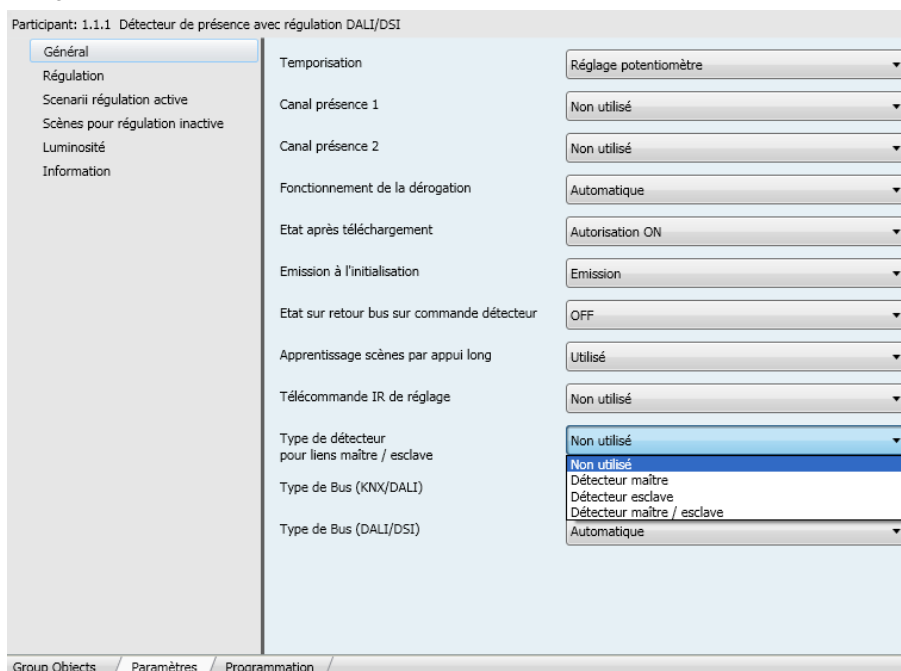 Participant: 1.1.1 Détecteur de présence avec régulation DALI/DSI
Général
Régulation
Scenarii régulation active
Scènes pour régulation inactive
Luminosité
Information
Temporisation
Réglage potentiomètre
Canal présence 1
Non utilisé
Canal présence 2
Non utilisé
Fonctionnement de la dérogation
Automatique
Etat après téléchargement
Autorisation ON
Emission à l'initialisation
Emission
Etat sur retour bus sur commande détecteur
OFF
Apprentissage scènes par appui long
Utilisé
Télécommande IR de réglage
Non utilisé
Type de détecteur
pour liens maître / esclave
Non utilisé
Non utilisé
Détecteur maître
Détecteur esclave
Détecteur maître / esclave
Type de Bus (KNX/DALI)
Type de Bus (DALI/DSI)
Automatique
Group Objects
Paramètres
Programmation